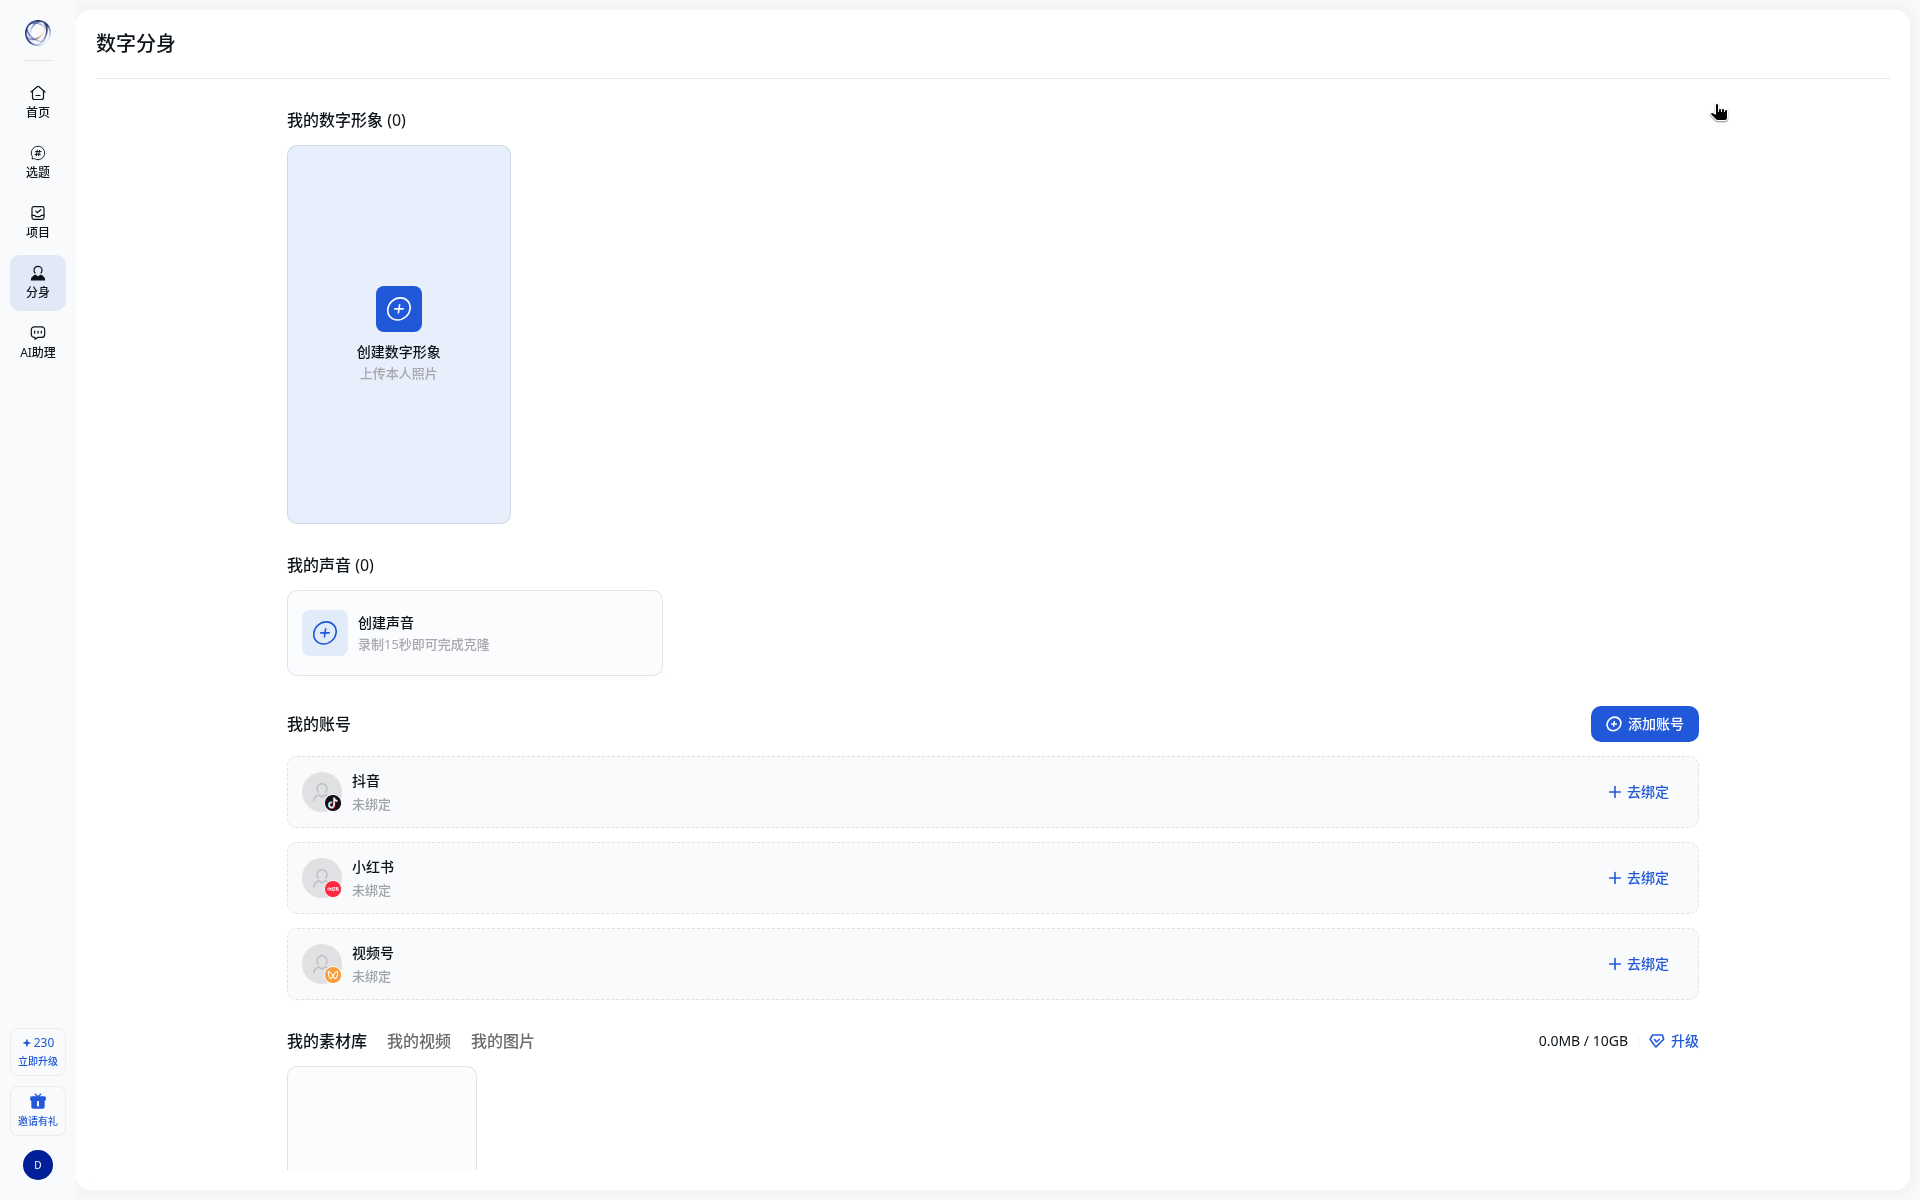 数字分身
首页
选题
项目
分身
AI助理
我的数字形象 (0)
创建数字形象
上传本人照片
我的声音 (0)
创建声音
录制15秒即可完成克隆
我的账号
添加账号
抖音
未绑定
去绑定
小红书
未绑定
去绑定
视频号
未绑定
去绑定
我的素材库 我的视频 我的图片
0.0MB / 10GB 升级
230
立即升级
邀请有礼
D